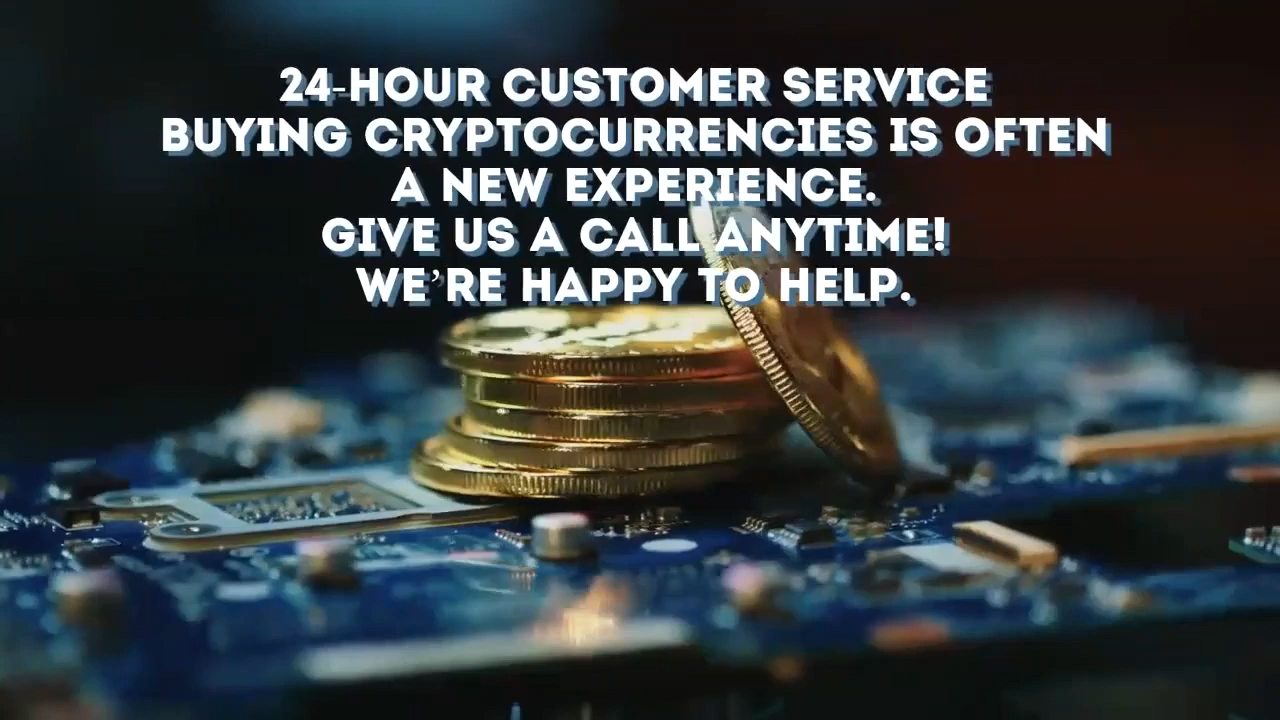 24-HOUR CUSTOMER SERVICE
BUYING CRYPTOCURRENCIES IS OFTEN
A NEW EXPERIENCE.
GIVE US A CALL ANYTIME!
WE’RE HAPPY TO HELP.